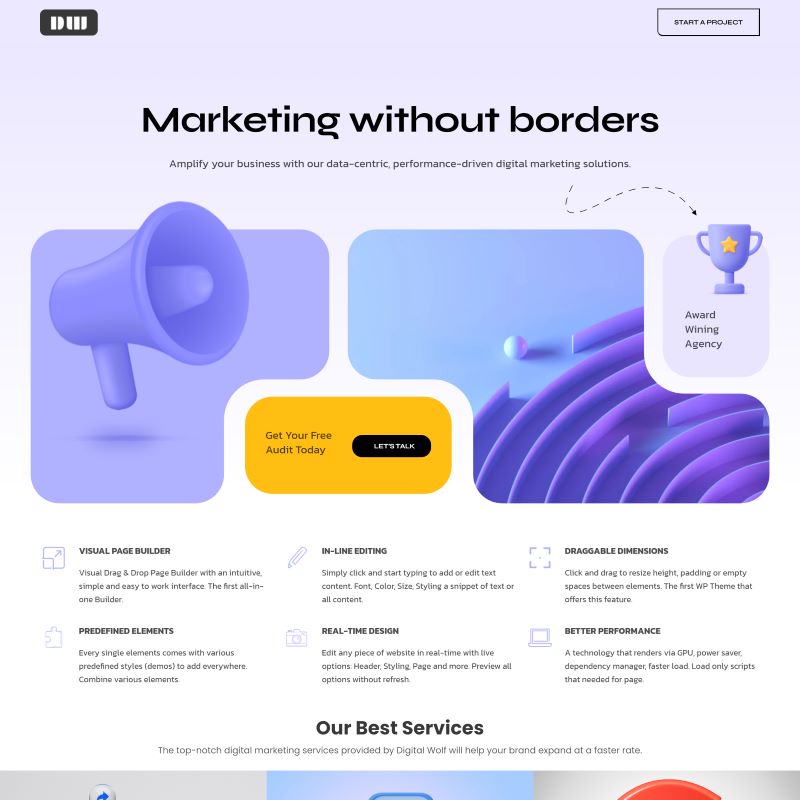 DW
START A PROJECT
Marketing without borders
Amplify your business with our data-centric, performance-driven digital marketing solutions.
Award
Wining
Agency
Get Your Free
Audit Today
LET'S TALK
VISUAL PAGE BUILDER
Visual Drag & Drop Page Builder with an intuitive,
simple and easy to work interface. The first all-in-
one Builder.
IN-LINE EDITING
Simply click and start typing to add or edit text
content. Font, Color, Size, Styling a snippet of text or
all content.
DRAGGABLE DIMENSIONS
Click and drag to resize height, padding or empty
spaces between elements. The first WP Theme that
offers this feature.
PREDEFINED ELEMENTS
Every single elements comes with various
predefined styles (demos) to add everywhere.
Combine various elements.
REAL-TIME DESIGN
Edit any piece of website in real-time with live
options: Header, Styling, Page and more. Preview all
options without refresh.
BETTER PERFORMANCE
A technology that renders via GPU, power saver,
dependency manager, faster load. Load only scripts
that needed for page.
Our Best Services
The top-notch digital marketing services provided by Digital Wolf will help your brand expand at a faster rate.